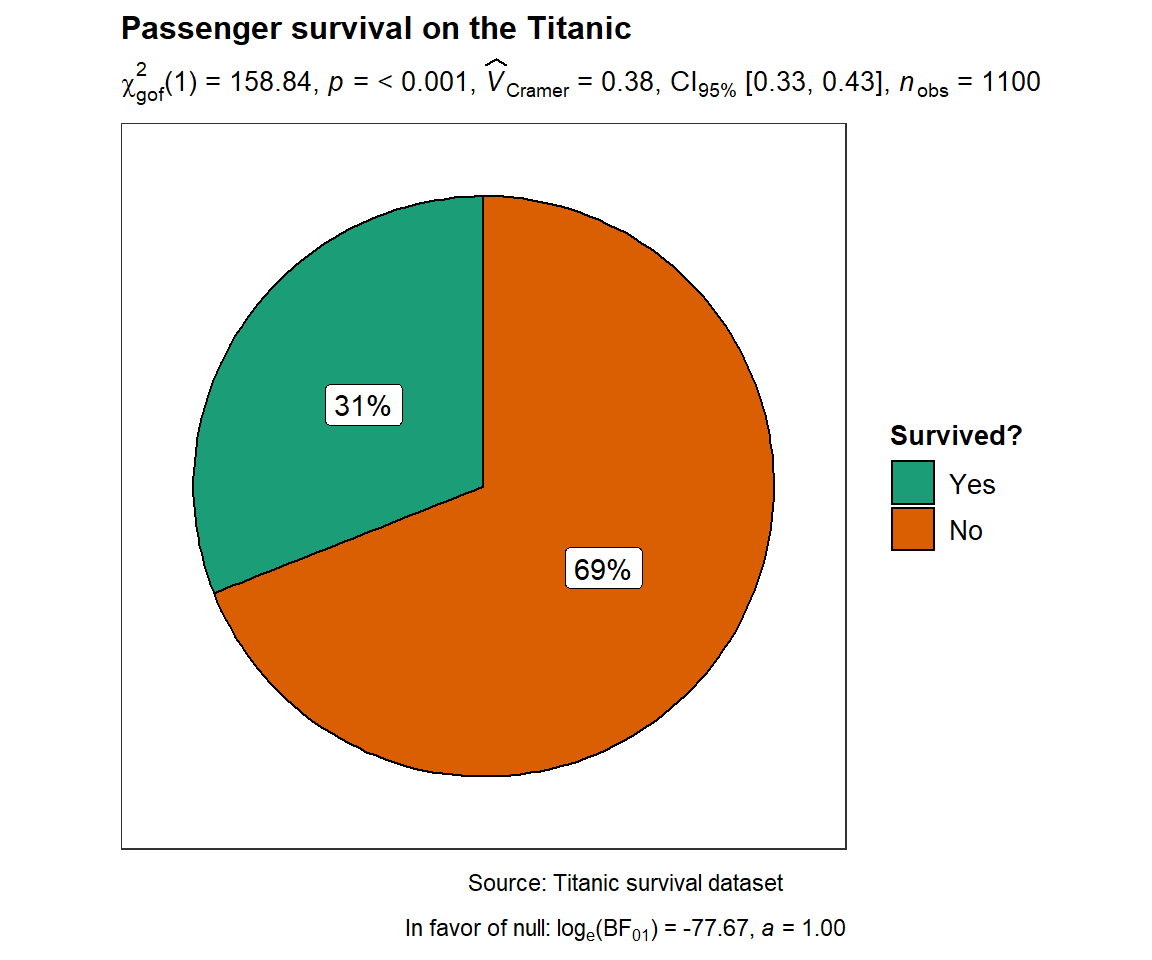 Passenger survival on the Titanic
χ²gof(1) = 158.84, p = < 0.001, V̂Cramer = 0.38, CI95% [0.33, 0.43], nobs = 1100
31%
69%
Survived?
Yes
No
Source: Titanic survival dataset
In favor of null: loge(BF01) = -77.67, a = 1.00